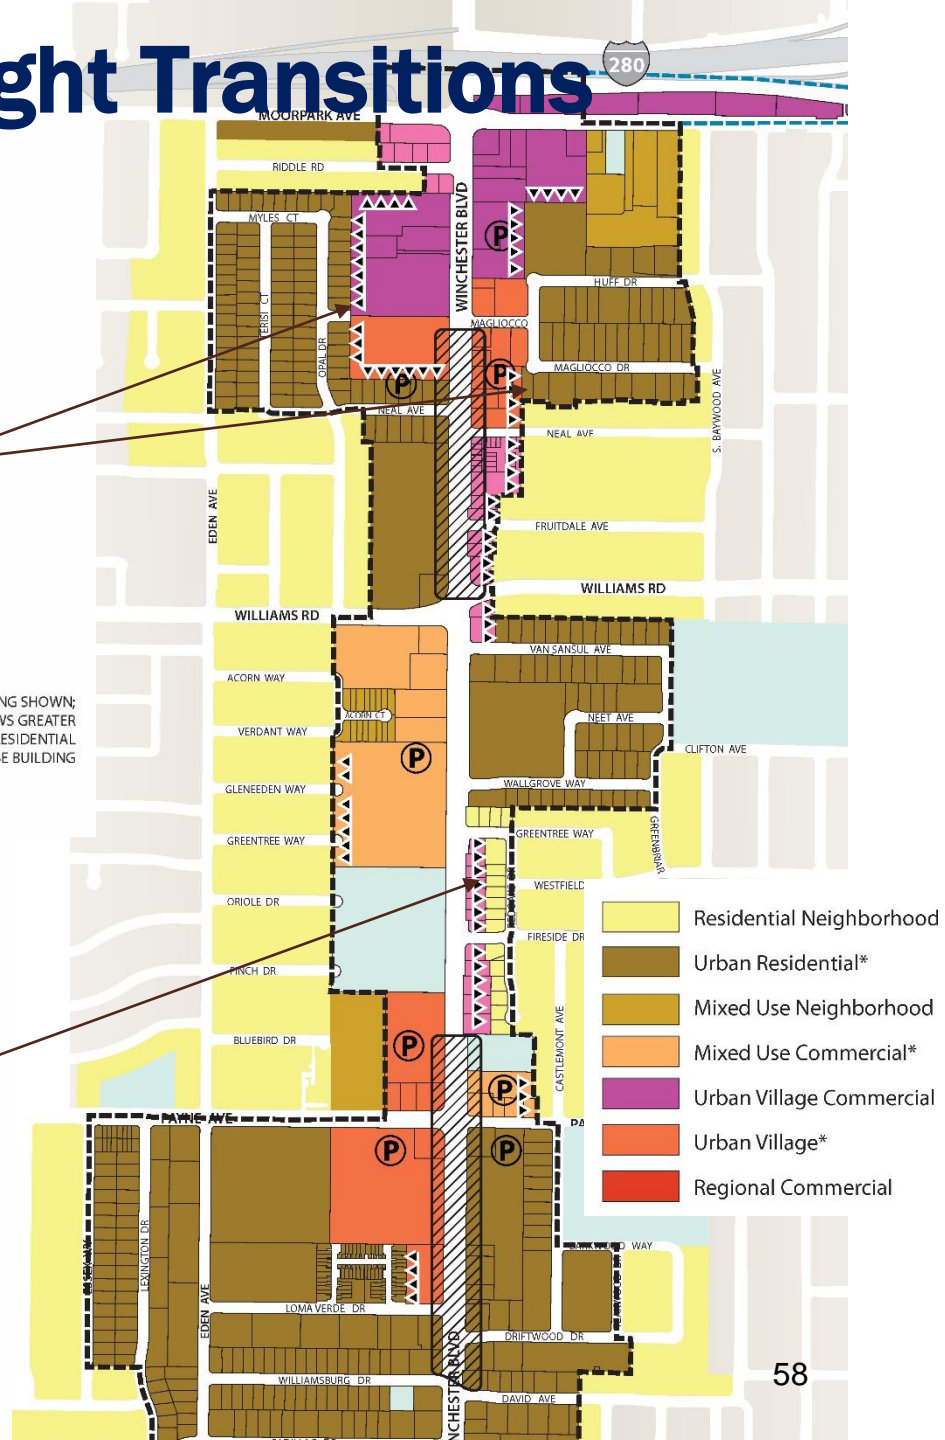 ght Transitions
280
MOORPARK AVE
RIDDLE RD
MYLES CT
WINCHESTER BLVD
P
HUFF DR
OPAL DR
MAGLIOCCO
P
P
MAGLIOCCO DR
S. BAYWOOD AVE
NEAL AVE
NEAL AVE
EDEN AVE
FRUITDALE AVE
WILLIAMS RD
WILLIAMS RD
VAN SANSUL AVE
ACORN WAY
NG SHOWN;
WS GREATER
ESIDENTIAL
E BUILDING
ACORN CT
NEET AVE
VERDANT WAY
CLIFTON AVE
P
GLENEEDEN WAY
WALLGROVE WAY
GREENTREE WAY
GREENTREE WAY
GREENBRIAR
WESTFIELD
ORIOLE DR
FIRESIDE DR
FINCH DR
Residential Neighborhood
Urban Residential*
Mixed Use Neighborhood
Mixed Use Commercial*
Urban Village Commercial
Urban Village*
Regional Commercial
BLUEBIRD DR
P
CASTLEMONT AVE
P
PAYNE AVE
PA
P
P
LEXINGTON DR
EDEN AVE
WAY
LOMA VERDE DR
DRIFTWOOD DR
WILLIAMSBURG DR
NCHESTER BLVD
DAVID AVE
58